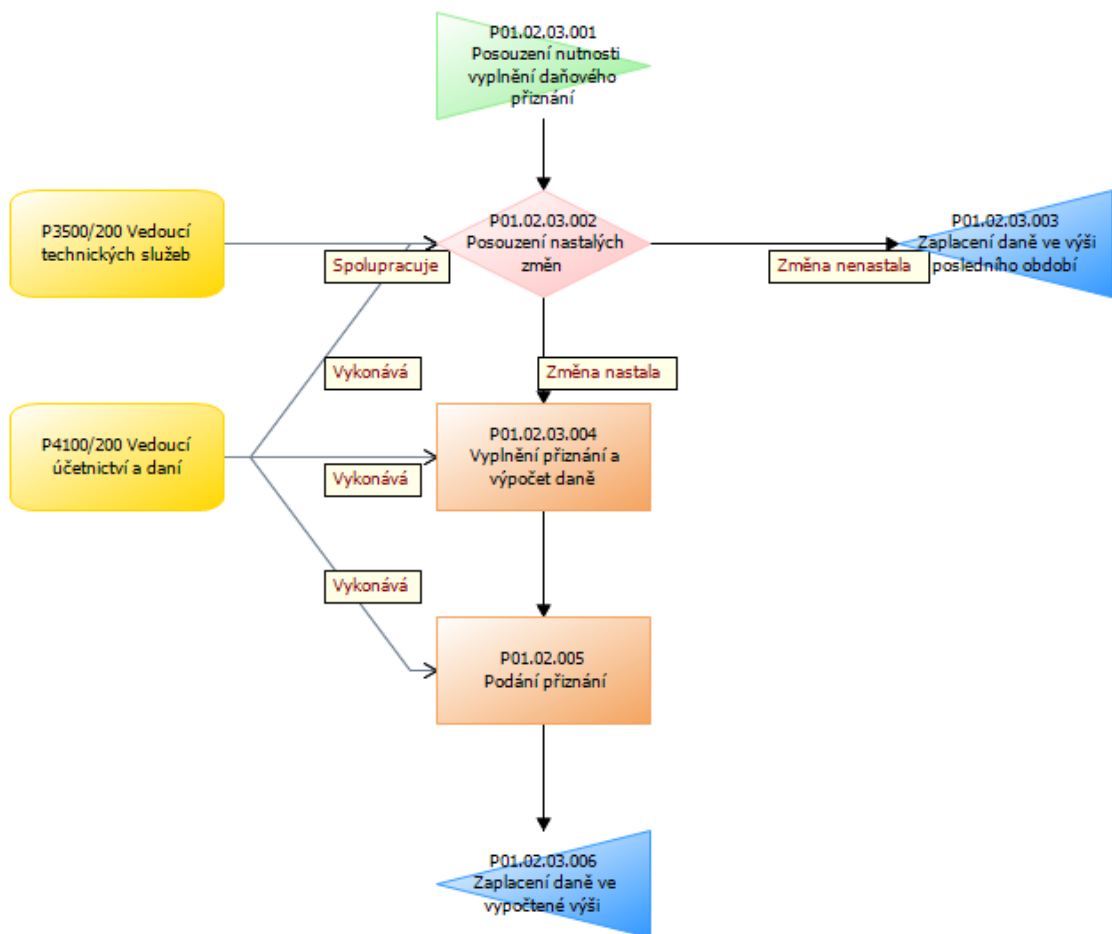 P01.02.03.001
Posouzení nutnosti
vyplnění daňového
přiznání
P3500/200 Vedoucí
technických služeb
Spolupracuje
P01.02.03.002
Posouzení nastalých
změn
Změna nenastala
P01.02.03.003
Zaplacení daně ve výši
posledního období
Vykonává
Změna nastala
P4100/200 Vedoucí
účetnictví a daní
Vykonává
P01.02.03.004
Vyplnění přiznání a
výpočet daně
Vykonává
P01.02.005
Podání přiznání
P01.02.03.006
Zaplacení daně ve
vypočtené výši